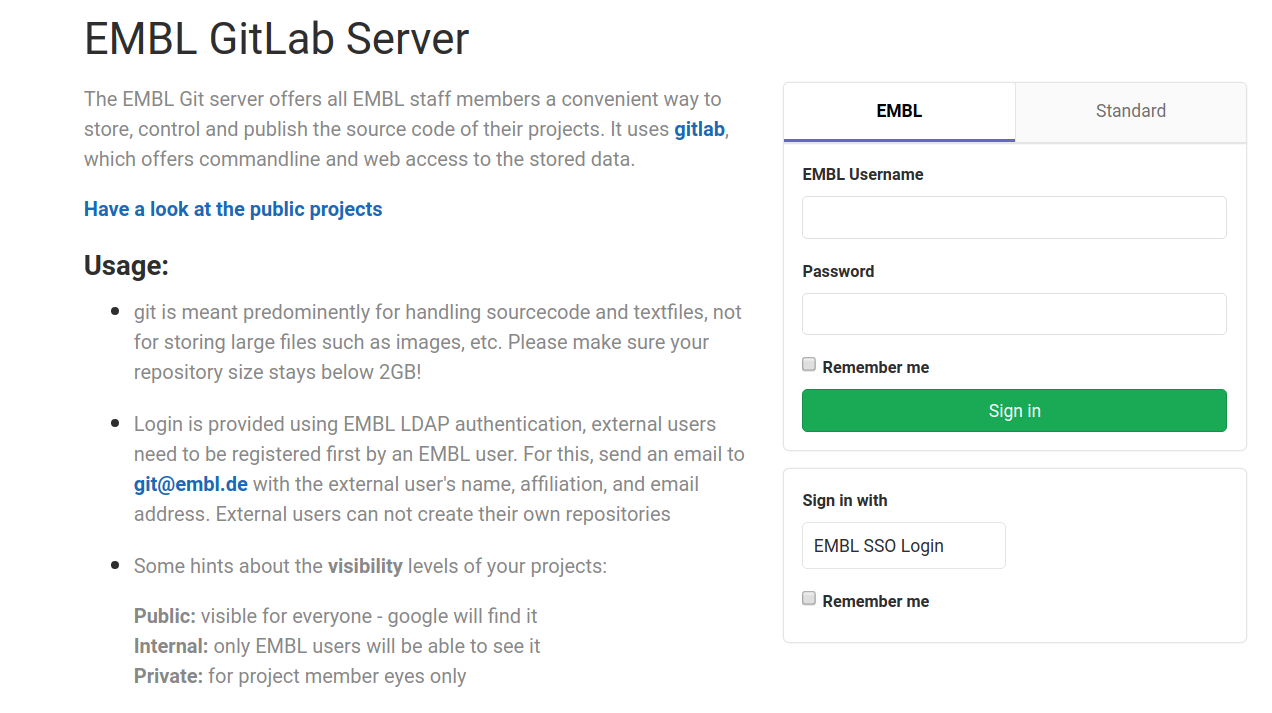 EMBL GitLab Server
The EMBL Git server offers all EMBL staff members a convenient way to
store, control and publish the source code of their projects. It uses gitlab,
which offers commandline and web access to the stored data.
Have a look at the public projects
Usage:
git is meant predominently for handling sourcecode and textfiles, not
for storing large files such as images, etc. Please make sure your
repository size stays below 2GB!
Login is provided using EMBL LDAP authentication, external users
need to be registered first by an EMBL user. For this, send an email to
git@embl.de with the external user's name, affiliation, and email
address. External users can not create their own repositories
Some hints about the visibility levels of your projects:
Public: visible for everyone - google will find it
Internal: only EMBL users will be able to see it
Private: for project member eyes only
EMBL
Standard
EMBL Username
Password
Remember me
Sign in
Sign in with
EMBL SSO Login
Remember me